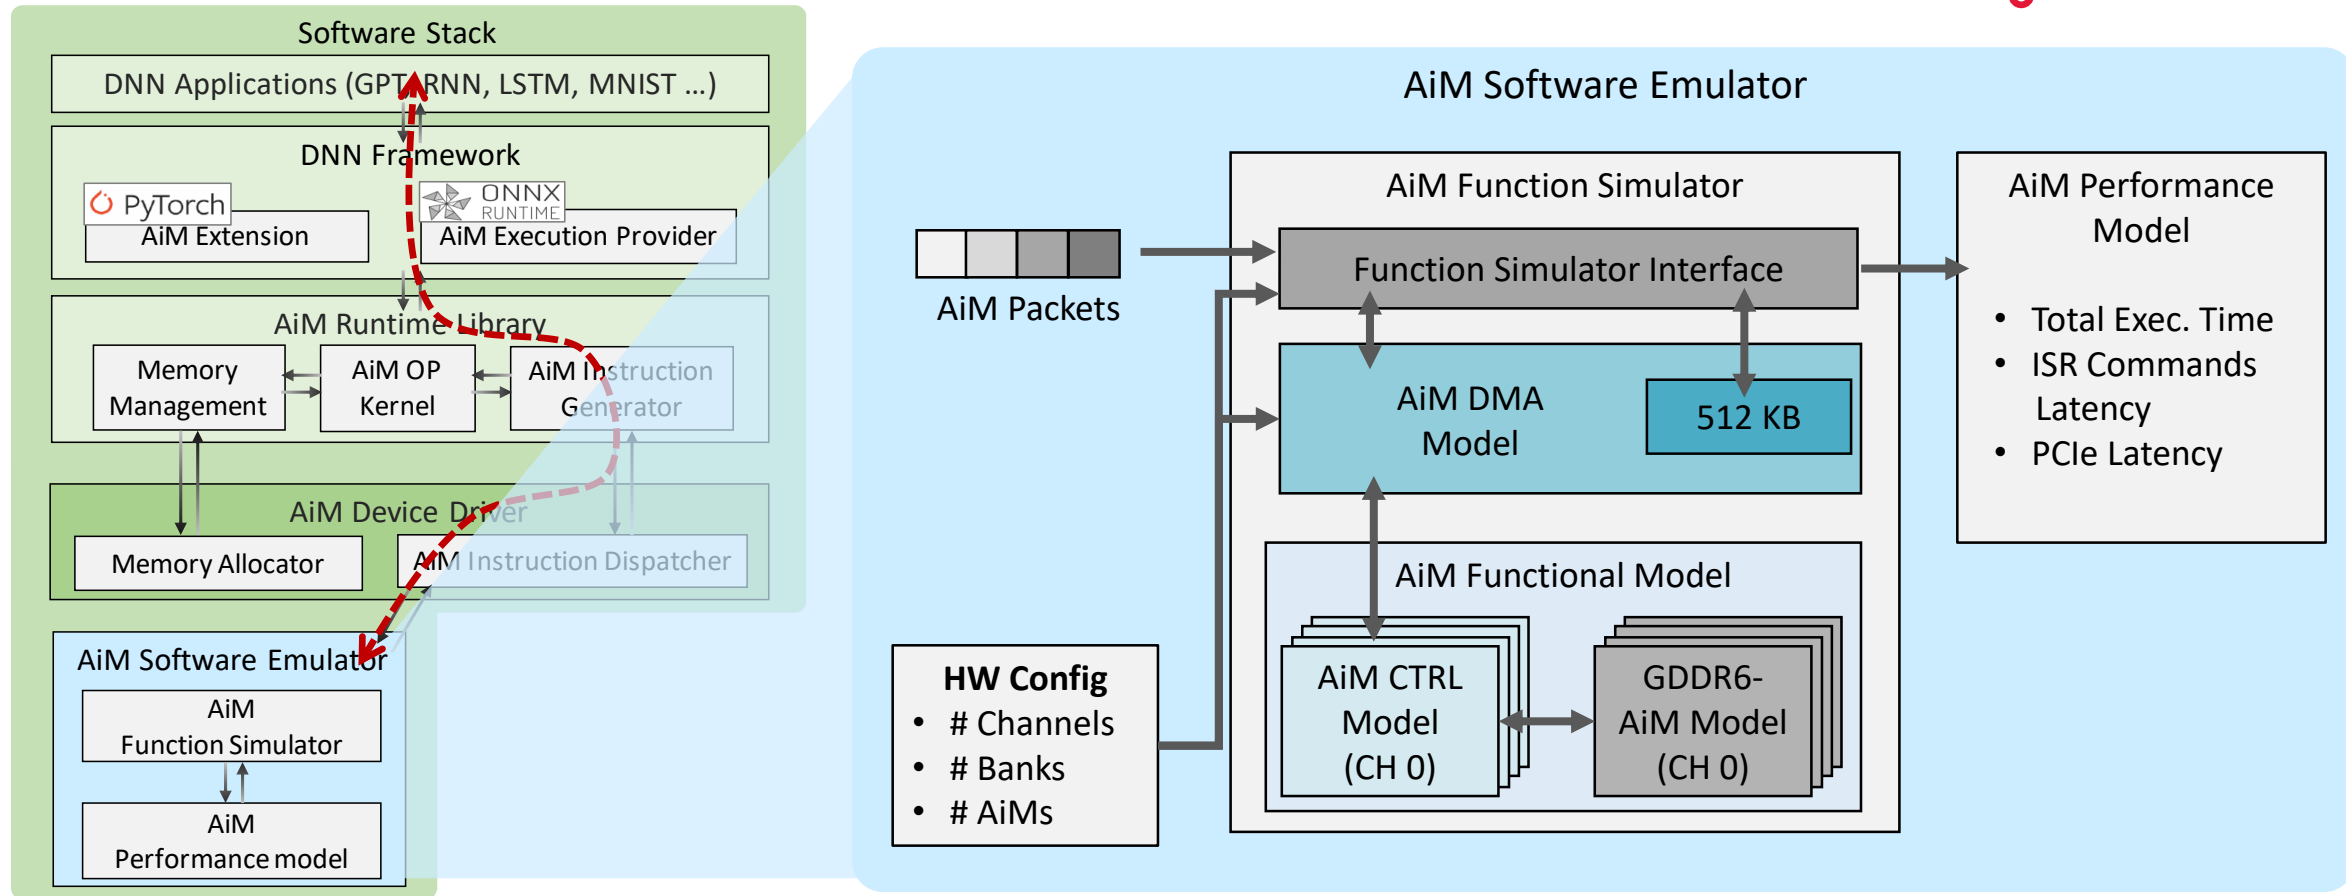 Software Stack
DNN Applications (GPT, RNN, LSTM, MNIST ...)
DNN Framework
PyTorch
AiM Extension
ONNX
RUNTIME
AiM Execution Provider
AiM Runtime Library
Memory
Management
AiM OP
Kernel
AiM Instruction
Generator
AiM Device Driver
Memory Allocator
AiM Instruction Dispatcher
AiM Software Emulator
AiM
Function Simulator
AiM
Performance model
AiM Software Emulator
AiM Packets
HW Config
• # Channels
• # Banks
• # AiMs
AiM Function Simulator
Function Simulator Interface
AiM DMA
Model
512 KB
AiM Functional Model
AiM CTRL
Model
(CH 0)
GDDR6-
AiM Model
(CH 0)
AiM Performance
Model
• Total Exec. Time
• ISR Commands
Latency
• PCIe Latency